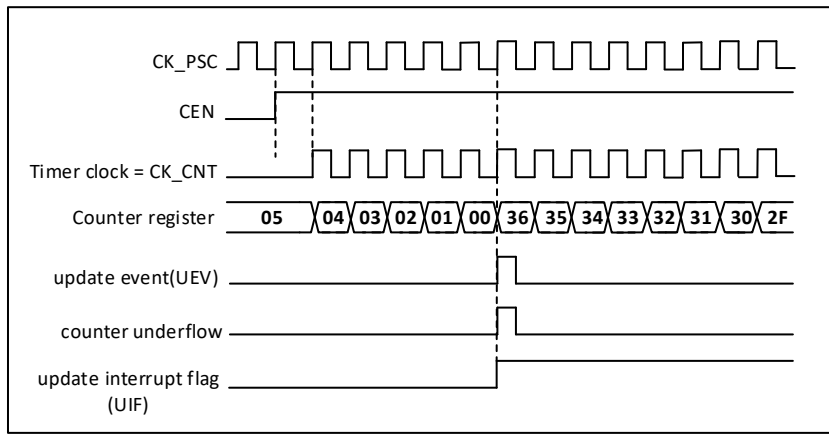 CK_PSC
CEN
Timer clock = CK_CNT
Counter register 05 04 03 02 01 00 36 35 34 33 32 31 30 2F
update event(UEV)
counter underflow
update interrupt flag
(UIF)